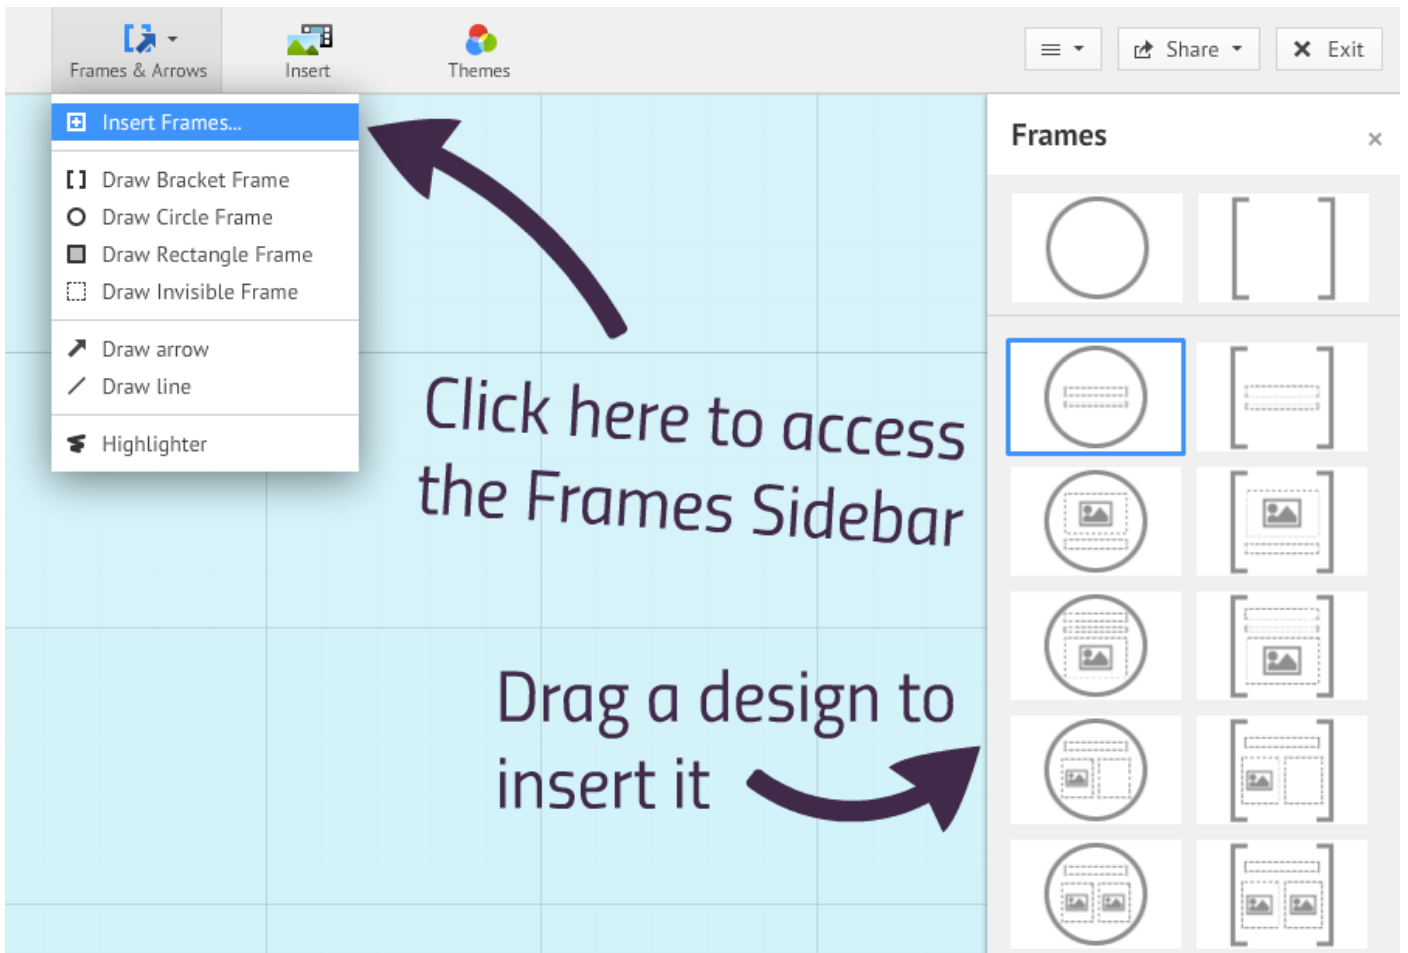 Frames & Arrows
Insert
Themes
Share
Exit
Insert Frames...
Draw Bracket Frame
Draw Circle Frame
Draw Rectangle Frame
Draw Invisible Frame
Draw arrow
Draw line
Highlighter
Click here to access
the Frames Sidebar
Drag a design to
insert it
Frames